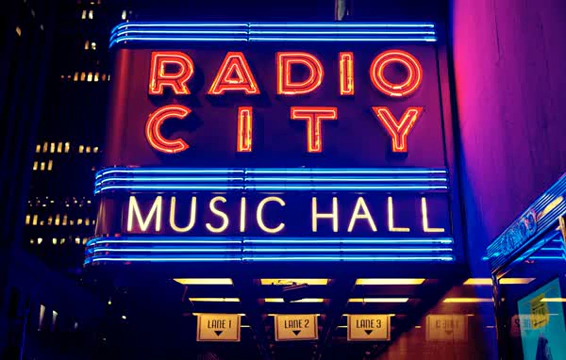 RADIO
CITY
MUSIC HALL
LANE 1
LANE 2
LANE 3